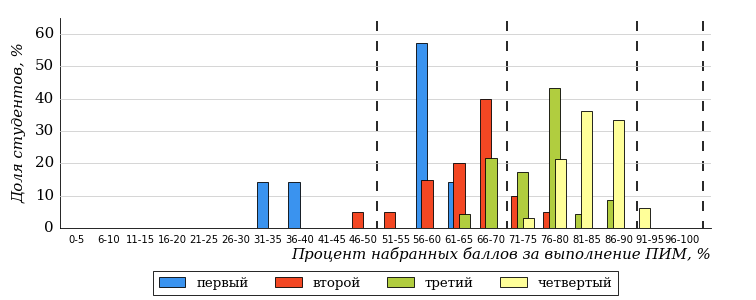 Доля студентов, %
60
50
40
30
20
10
0
0-5 6-10 11-15 16-20 21-25 26-30 31-35 36-40 41-45 46-50 51-55 56-60 61-65 66-70 71-75 76-80 81-85 86-90 91-95 96-100
Процент набранных баллов за выполнение ПИМ, %
первый второй третий четвертый